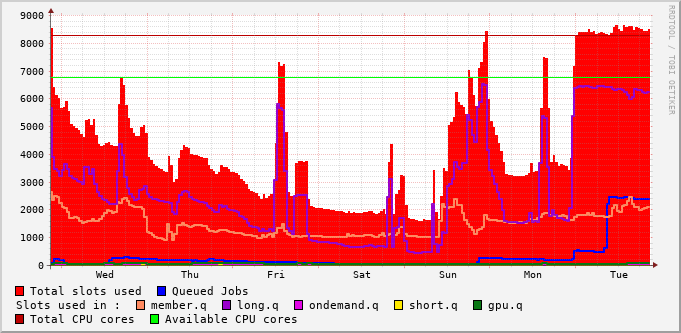 9000
8000
7000
6000
5000
4000
3000
2000
1000
0
Wed Thu Fri Sat Sun Mon Tue
RRDTOOL / TOBI OETIKER
Total slots used Queued Jobs
Slots used in : member.q long.q ondemand.q short.q gpu.q
Total CPU cores Available CPU cores